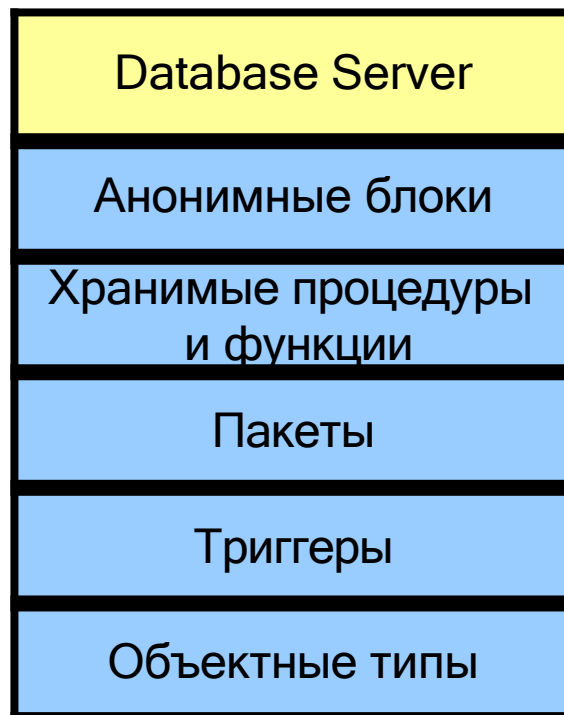 Database Server
Анонимные блоки
Хранимые процедуры
и функции
Пакеты
Триггеры
Объектные типы